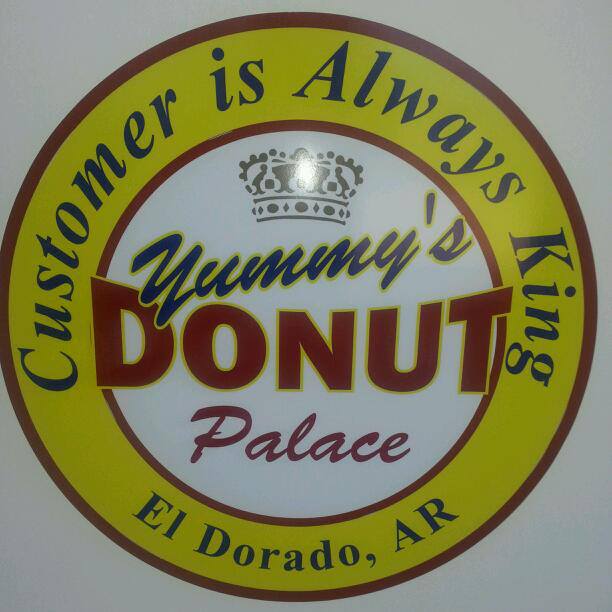 Customer is Always King
Yummy's
DONUT
Palace
El Dorado, AR